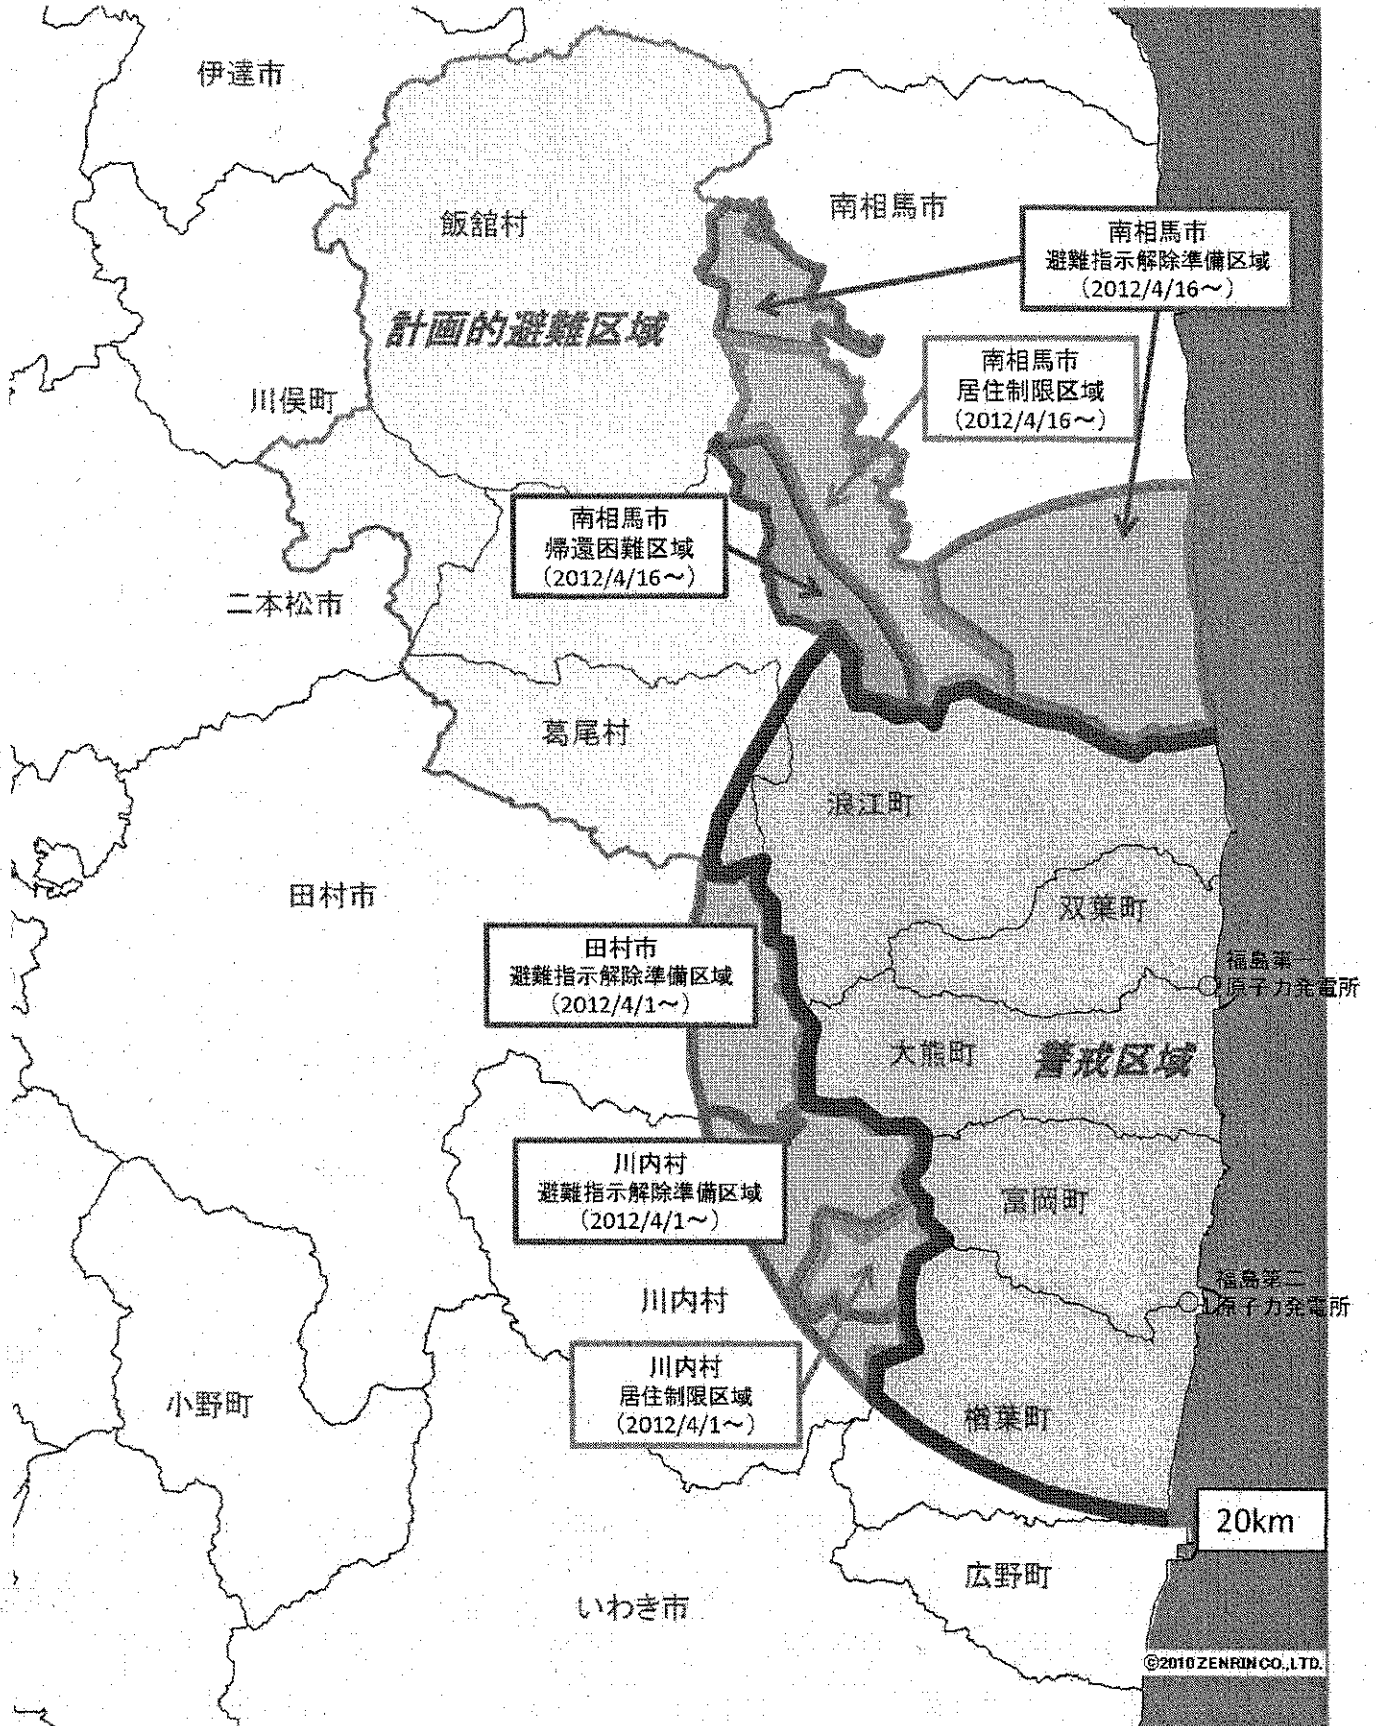 伊達市
飯舘村
南相馬市
南相馬市
避難指示解除準備区域
（2012/4/16～）
計画的避難区域
南相馬市
居住制限区域
（2012/4/16～）
川俣町
南相馬市
帰還困難区域
（2012/4/16～）
二本松市
葛尾村
浪江町
田村市
双葉町
田村市
避難指示解除準備区域
（2012/4/1～）
福島第一
原子力発電所
大熊町
警戒区域
川内村
避難指示解除準備区域
（2012/4/1～）
富岡町
川内村
福島第二
原子力発電所
川内村
居住制限区域
（2012/4/1～）
小野町
楢葉町
20km
広野町
いわき市
©2010 ZENRIN CO., LTD.